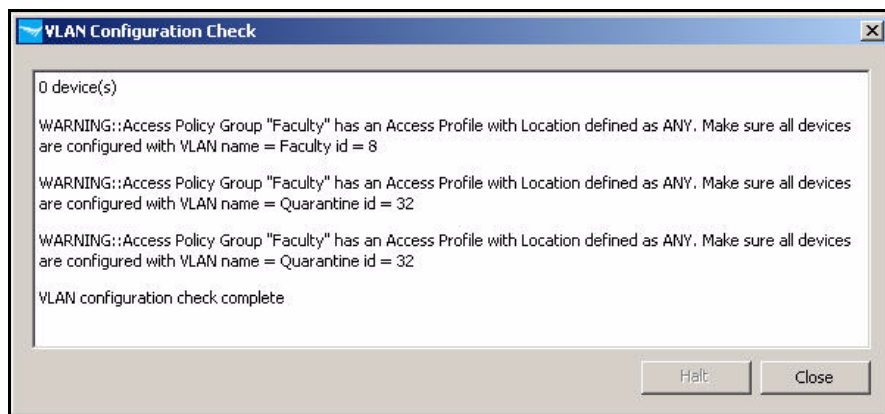 VLAN Configuration Check
0 device(s)
WARNING::Access Policy Group "Faculty" has an Access Profile with Location defined as ANY. Make sure all devices
are configured with VLAN name = Faculty id = 8
WARNING::Access Policy Group "Faculty" has an Access Profile with Location defined as ANY. Make sure all devices
are configured with VLAN name = Quarantine id = 32
WARNING::Access Policy Group "Faculty" has an Access Profile with Location defined as ANY. Make sure all devices
are configured with VLAN name = Quarantine id = 32
VLAN configuration check complete
Halt Close